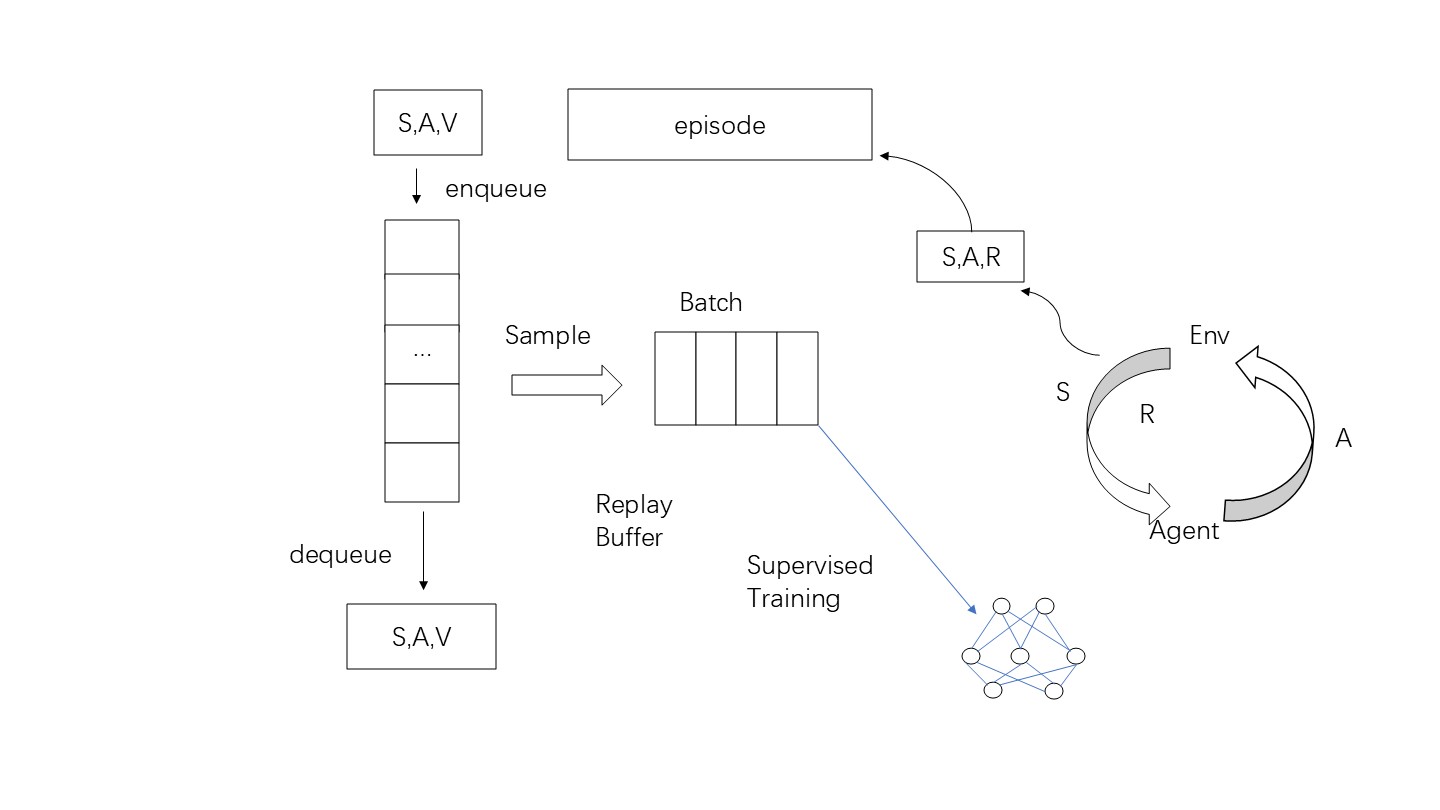 S,A,V
episode
enqueue
S,A,R
Batch
Sample
Env
...
S
R
A
Replay
Buffer
Agent
dequeue
Supervised
Training
S,A,V